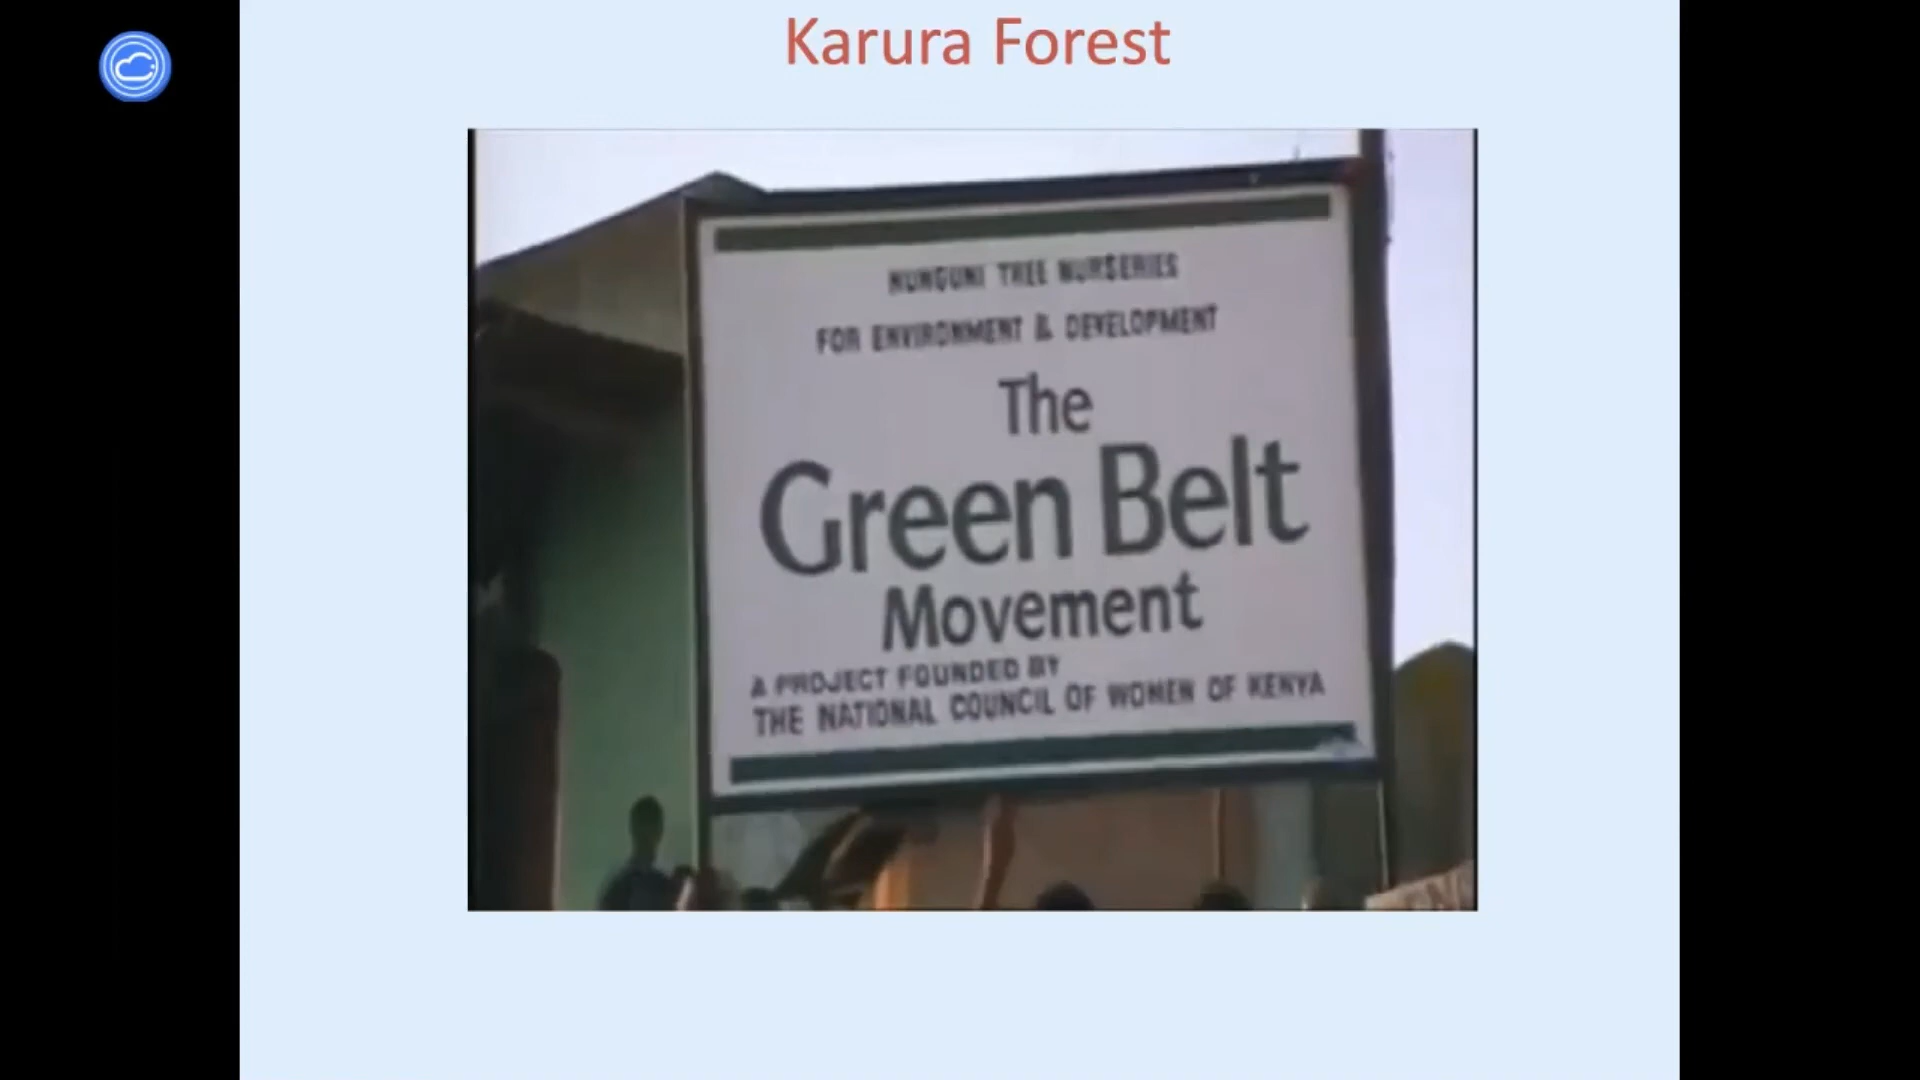 Karura Forest
NUNGUNI TREE NURSERIES
FOR ENVIRONMENT & DEVELOPMENT
The
Green Belt
Movement
A PROJECT FOUNDED BY
THE NATIONAL COUNCIL OF WOMEN OF KENYA